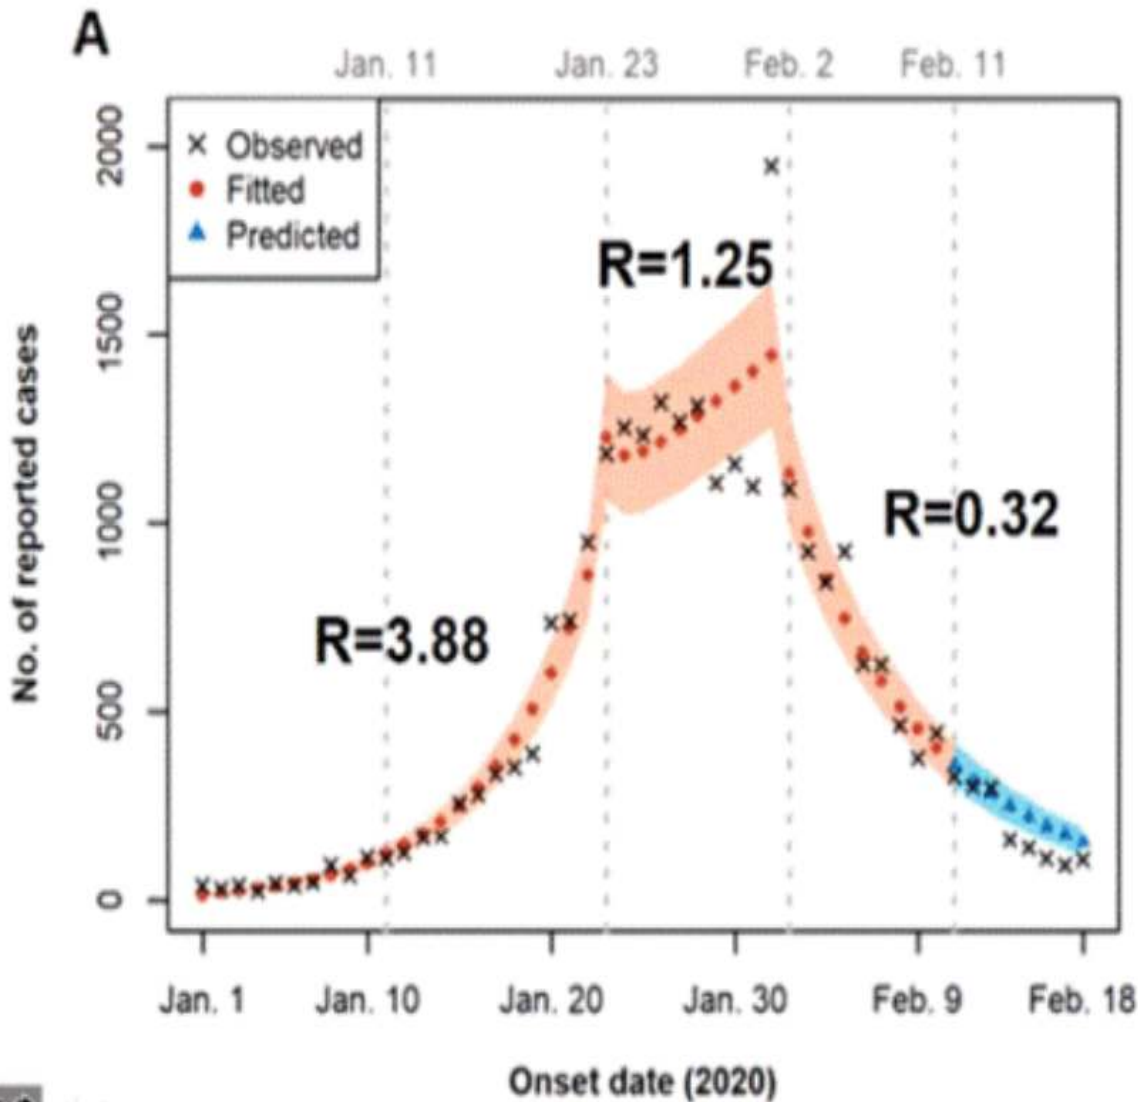 A
Jan. 11 Jan. 23 Feb. 2 Feb. 11
Observed
Fitted
Predicted
R=1.25
R=0.32
R=3.88
No. of reported cases
2000
1500
1000
500
0
Jan. 1 Jan. 10 Jan. 20 Jan. 30 Feb. 9 Feb. 18
Onset date (2020)